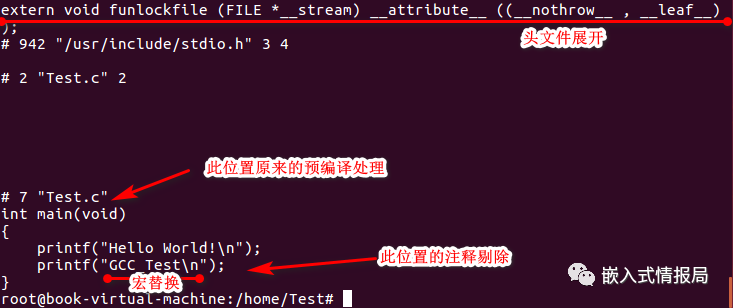 extern void funlockfile (FILE *__stream) __attribute__ ((__nothrow__ , __leaf__)
);
头文件展开
# 942 "/usr/include/stdio.h" 3 4
# 2 "Test.c" 2
此位置原来的预编译处理
# 7 "Test.c"
int main(void)
{
    printf("Hello World!\n");
    printf("GCC Test\n");
此位置的注释剔除
宏替换
}
嵌入式情报局
root@book-virtual-machine:/home/Test#